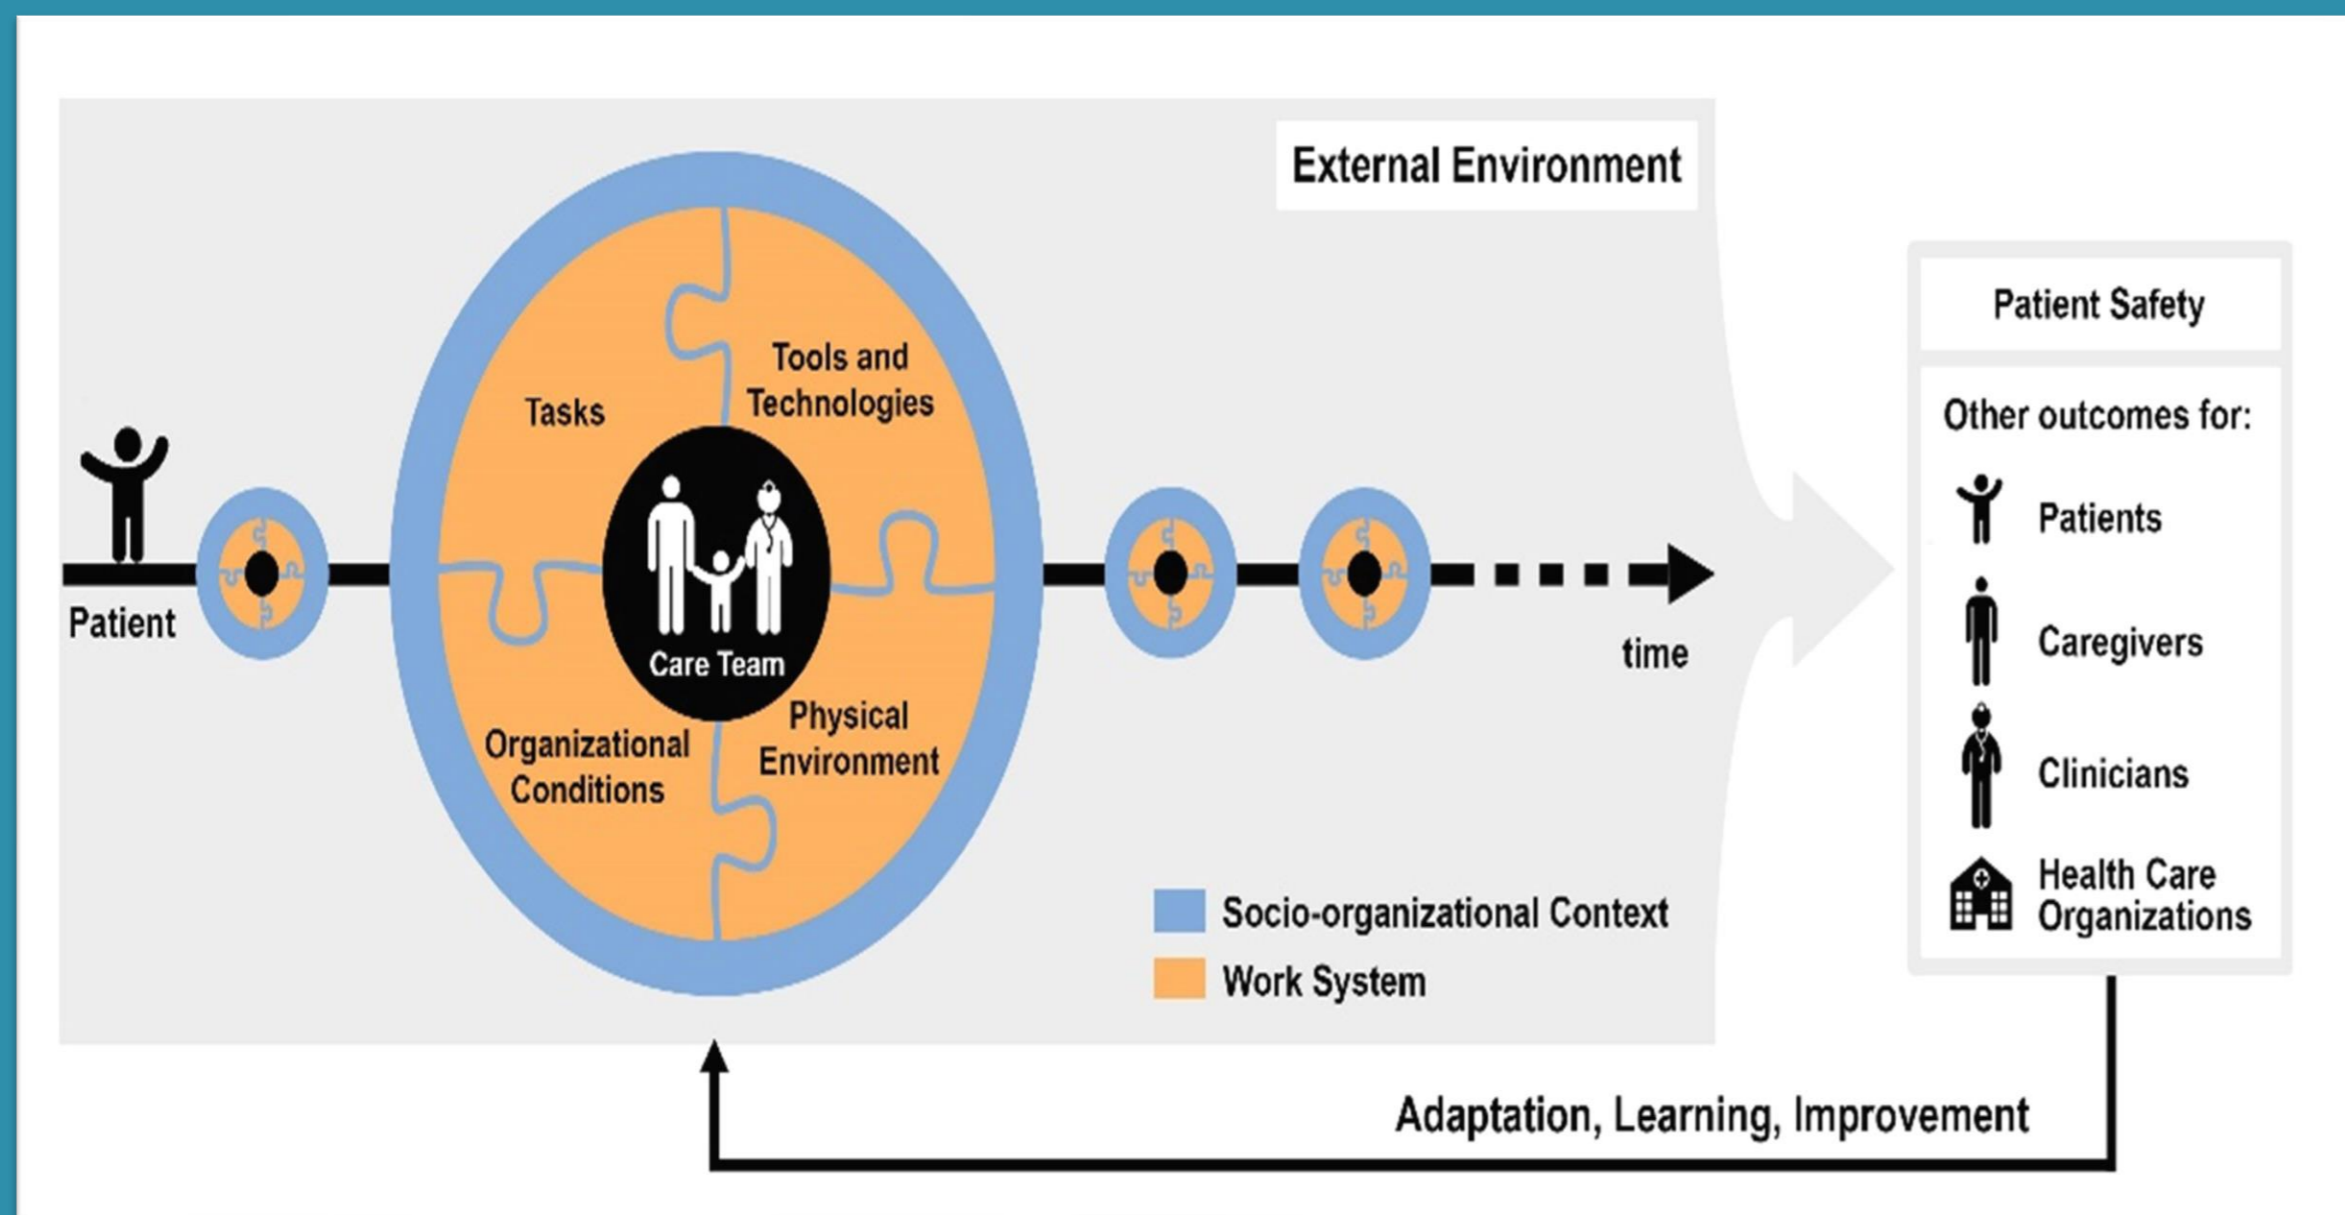 External Environment
Tools and
Technologies
Tasks
Care Team
Patient
Organizational
Conditions
Physical
Environment
time
Socio-organizational Context
Work System
Patient Safety
Other outcomes for:
Patients
Caregivers
Clinicians
Health Care
Organizations
Adaptation, Learning, Improvement